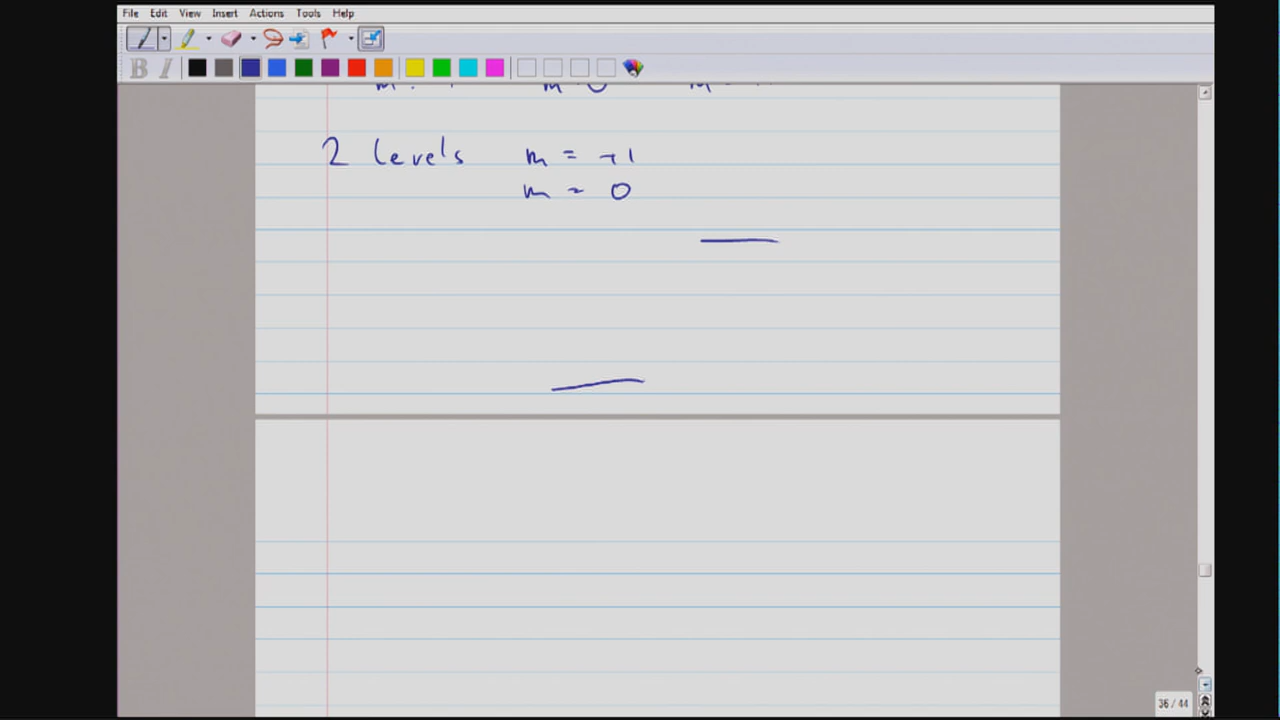 File Edit View Insert Actions Tools Help
B I
2 levels m = +1
m = 0
36 / 44